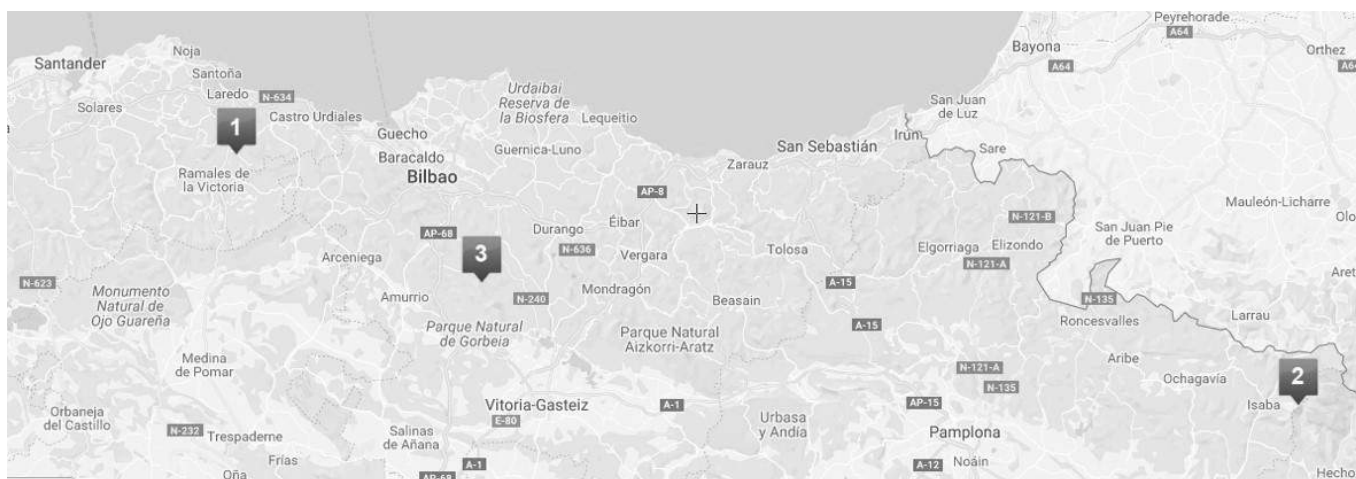 Peyrehorade
A64
Bayona
Orthez
A64
A64
Santander
Noja
Santoña
Laredo
N-634
Solares
Castro Urdiales
1
Urdaibai
Reserva de
la Biosfera
Lequeitio
San Juan
de Luz
Guecho
Irún
Baracaldo
Guernica-Luno
San Sebastián
Sare
Zarauz
Bilbao
Ramales de
la Victoria
AP-8
Mauleón-Licharre
Olo
N-121-B
Éibar
Durango
AP-68
San Juan Pie
de Puerto
Elgorriaga
Elizondo
N-636
Tolosa
3
Vergara
Arceniega
N-121-A
Aret
N-623
A-15
Mondragón
Monumento
Natural de
Ojo Guareña
Amurrio
N-240
Beasain
N-135
Larrau
Roncesvalles
Parque Natural
de Gorbeia
Parque Natural
Aizkorri-Aratz
A-15
Medina
de Pomar
Aribe
N-121-A
Ochagavía
2
N-135
Vitoria-Gasteiz
A-1
AP-15
Isaba
Orbaneja
del Castillo
E-80
Urbasa
y Andía
N-232
Trespaderne
Salinas
de Añana
Pamplona
Frías
A-1
A-12
Noáin
Oña
AP-68
Hecho